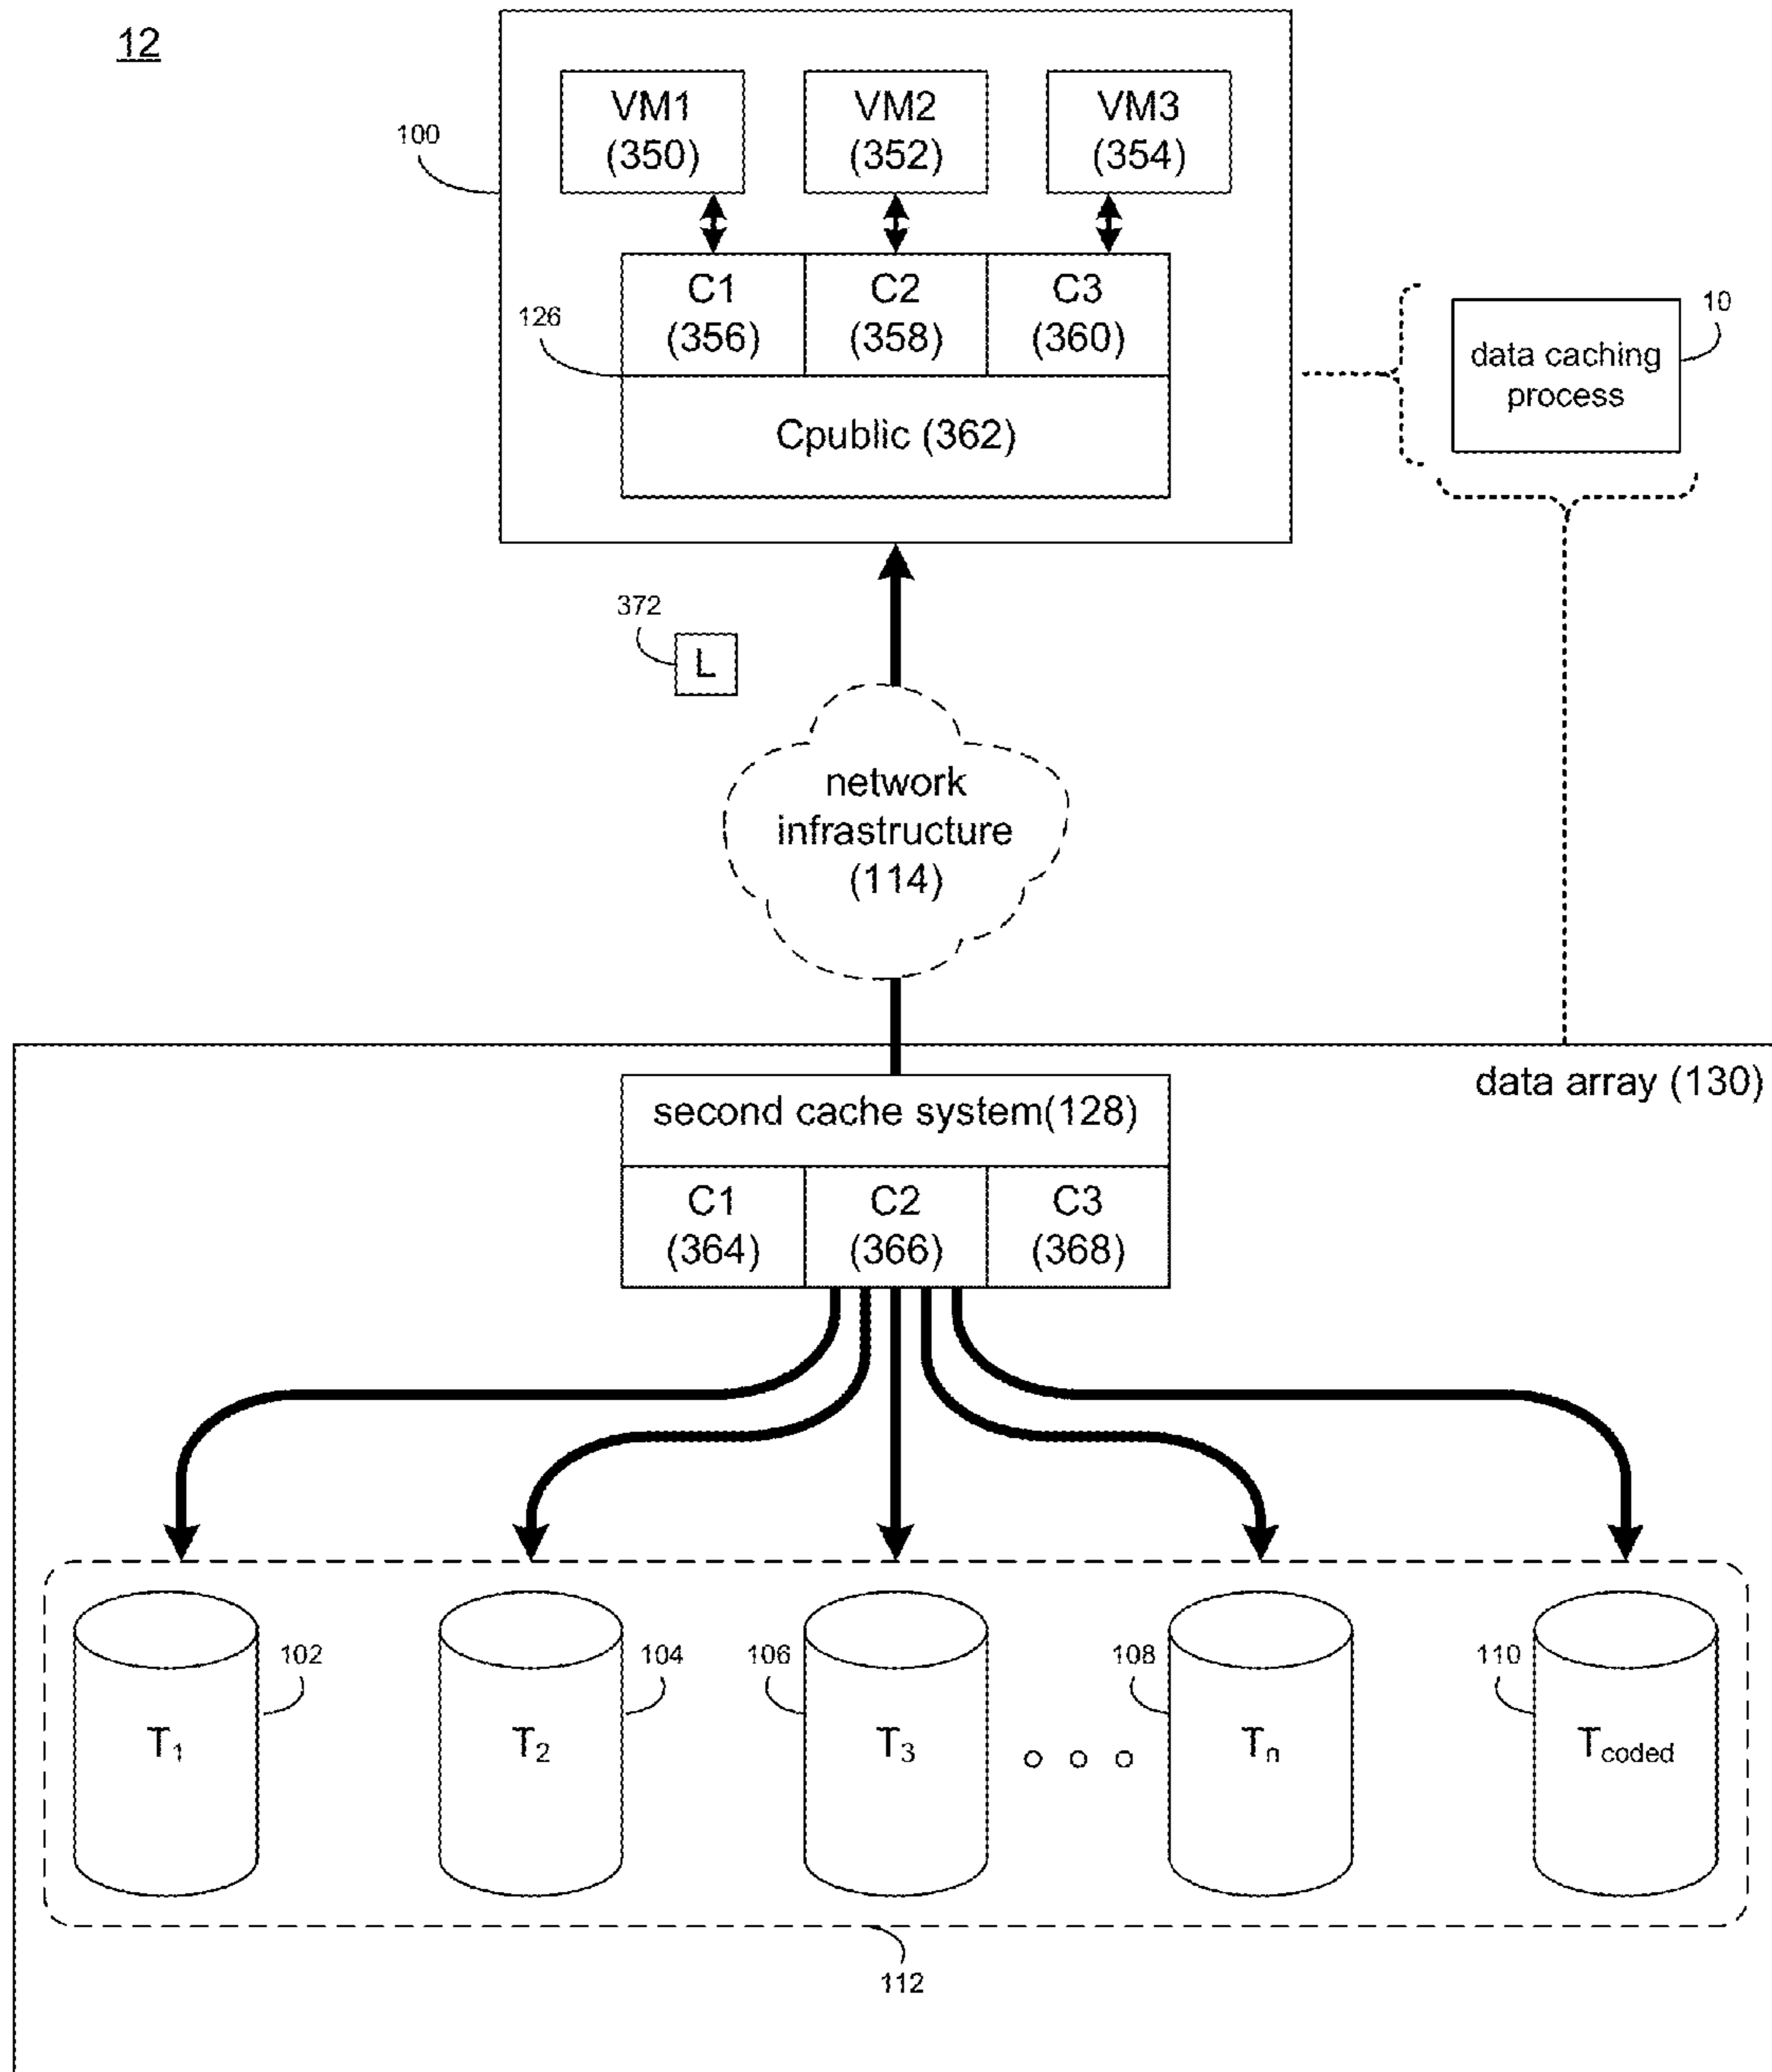 12
100
VM1
(350)
VM2
(352)
VM3
(354)
126
C1
(356)
C2
(358)
C3
(360)
Cpublic (362)
10
data caching
process
372
L
network
infrastructure
(114)
data array (130)
second cache system(128)
C1
(364)
C2
(366)
C3
(368)
102
104
106
108
110
T1
T2
T3
Tn
Tcoded
112